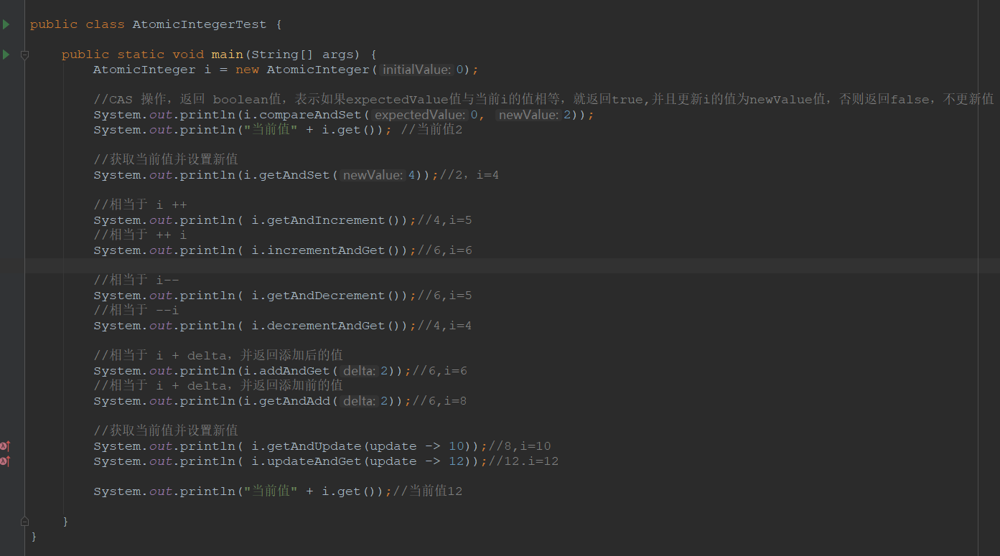 public class AtomicIntegerTest {
public static void main(String[] args) {
AtomicInteger i = new AtomicInteger( initialValue: 0);
//CAS 操作，返回 boolean值，表示如果expectedValue值与当前i的值相等，就返回true,并且更新i的值为newValue值，否则返回false，不更新值
System.out.println(i.compareAndSet( expectedValue: 0, newValue: 2));
System.out.println("当前值" + i.get()); //当前值2
//获取当前值并设置新值
System.out.println(i.getAndSet( newValue: 4));//2，i=4
//相当于 i ++
System.out.println( i.getAndIncrement());//4,i=5
//相当于 ++ i
System.out.println( i.incrementAndGet());//6,i=6
//相当于 i--
System.out.println( i.getAndDecrement());//6,i=5
//相当于 --i
System.out.println( i.decrementAndGet());//4,i=4
//相当于 i + delta，并返回添加后的值
System.out.println(i.addAndGet( delta: 2));//6,i=6
//相当于 i + delta，并返回添加前的值
System.out.println(i.getAndAdd( delta: 2));//6,i=8
//获取当前值并设置新值
System.out.println( i.getAndUpdate(update -> 10));//8,i=10
System.out.println( i.updateAndGet(update -> 12));//12.i=12
System.out.println("当前值" + i.get());//当前值12
}
}